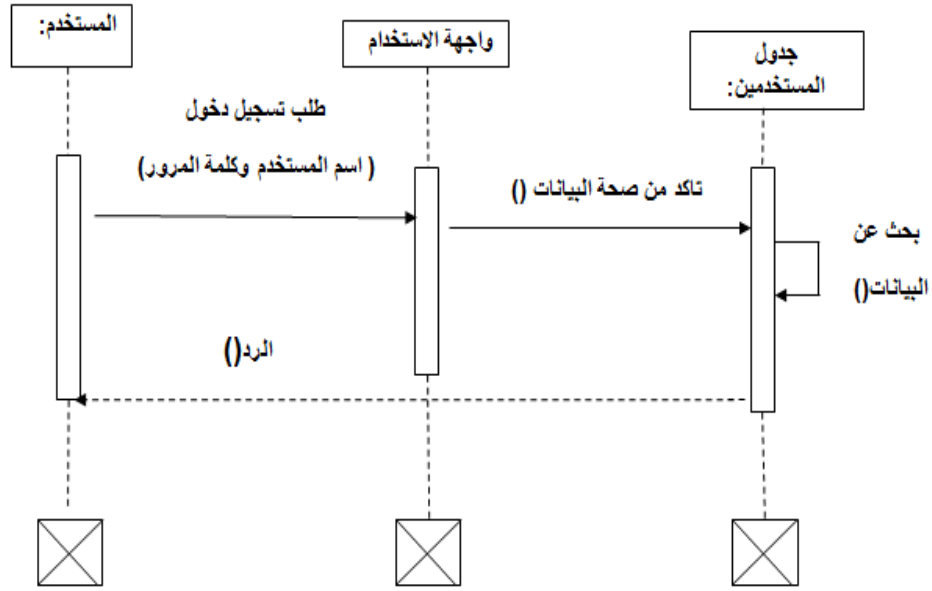 المستخدم:
واجهة الاستخدام
جدول
المستخدمين:
طلب تسجيل دخول
( اسم المستخدم وكلمة المرور)
تاكد من صحة البيانات ()
بحث عن
البيانات()
الرد()